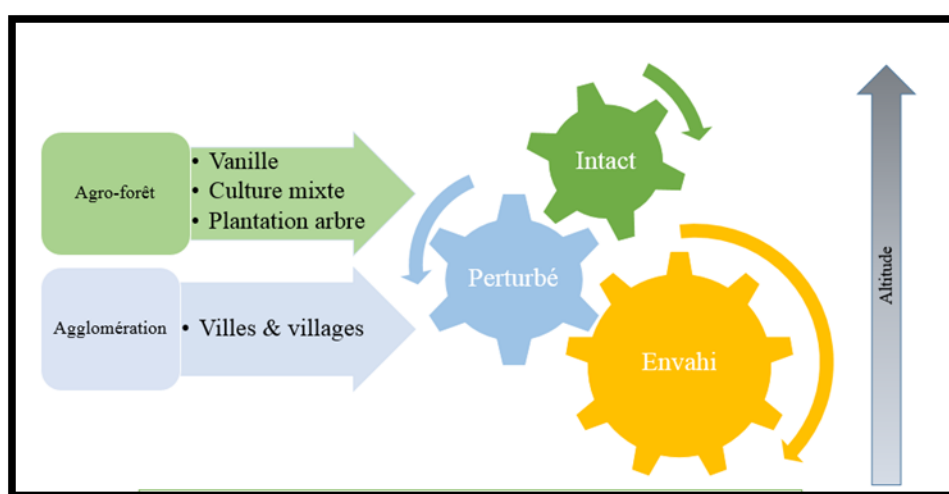 Agro-forêt
• Vanille
• Culture mixte
• Plantation arbre
Agglomération
• Villes & villages
Intact
Perturbé
Envahi
Altitude